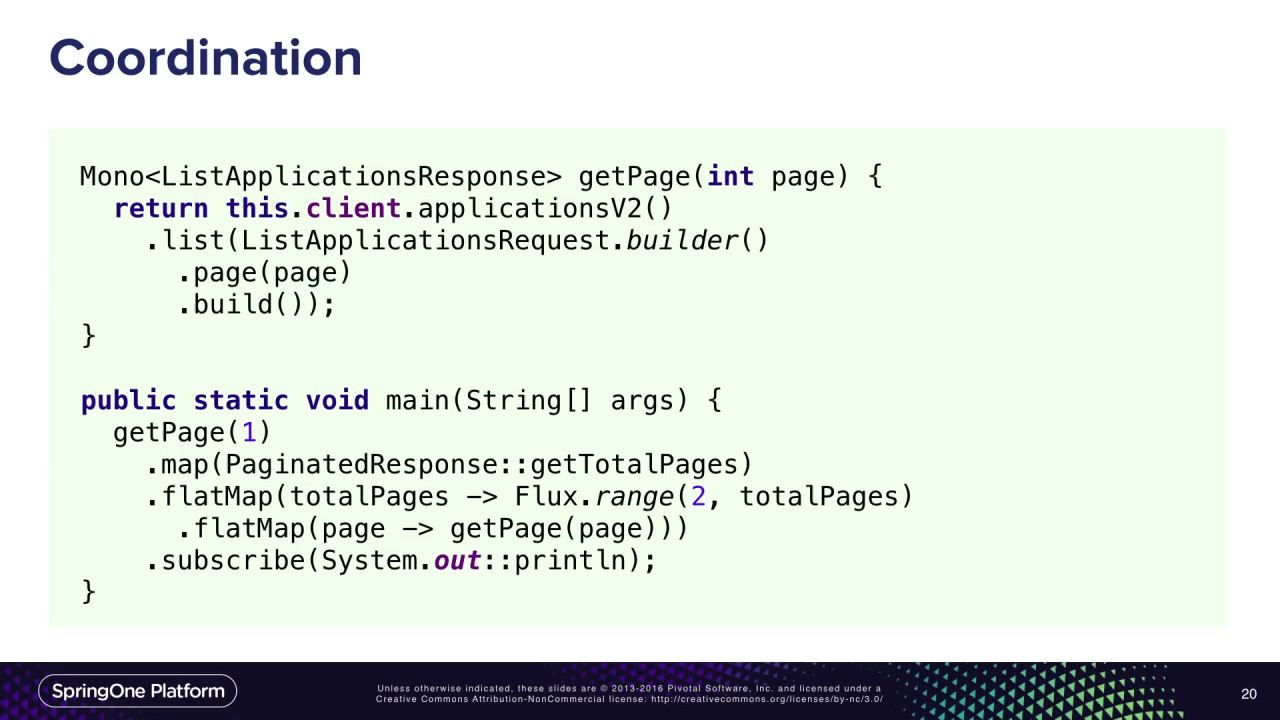 Coordination
Mono<ListApplicationsResponse> getPage(int page) {
  return this.client.applicationsV2()
    .list(ListApplicationsRequest.builder()
      .page(page)
      .build());
}
public static void main(String[] args) {
  getPage(1)
    .map(PaginatedResponse::getTotalPages)
    .flatMap(totalPages -> Flux.range(2, totalPages)
      .flatMap(page -> getPage(page)))
    .subscribe(System.out::println);
}
SpringOne Platform
Unless otherwise indicated, these slides are © 2013-2016 Pivotal Software, Inc. and licensed under a
Creative Commons Attribution-NonCommercial license: http://creativecommons.org/licenses/by-nc/3.0/
20